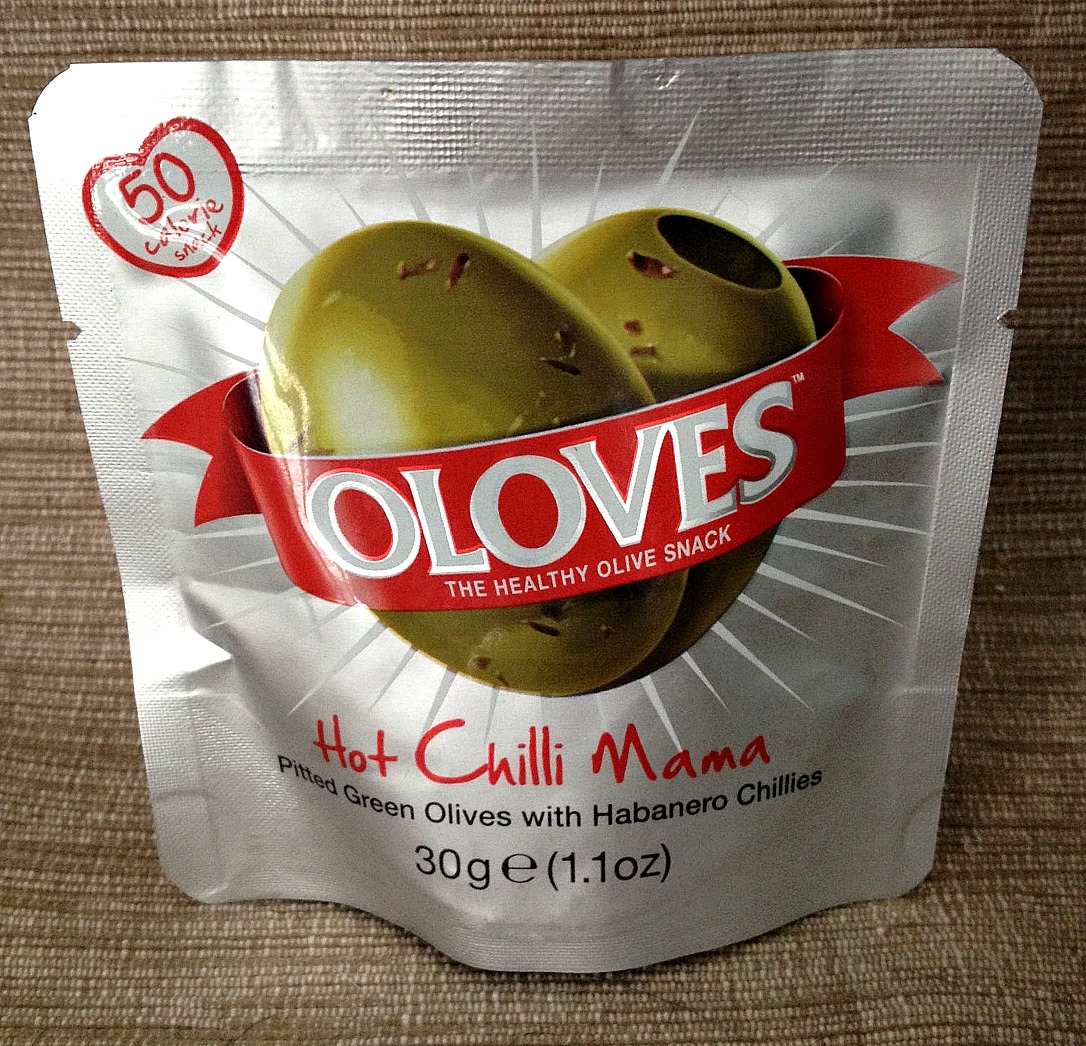 50
calorie
snack
OLOVES™
THE HEALTHY OLIVE SNACK
Hot Chilli Mama
Pitted Green Olives with Habanero Chillies
30g ℮ (1.1oz)